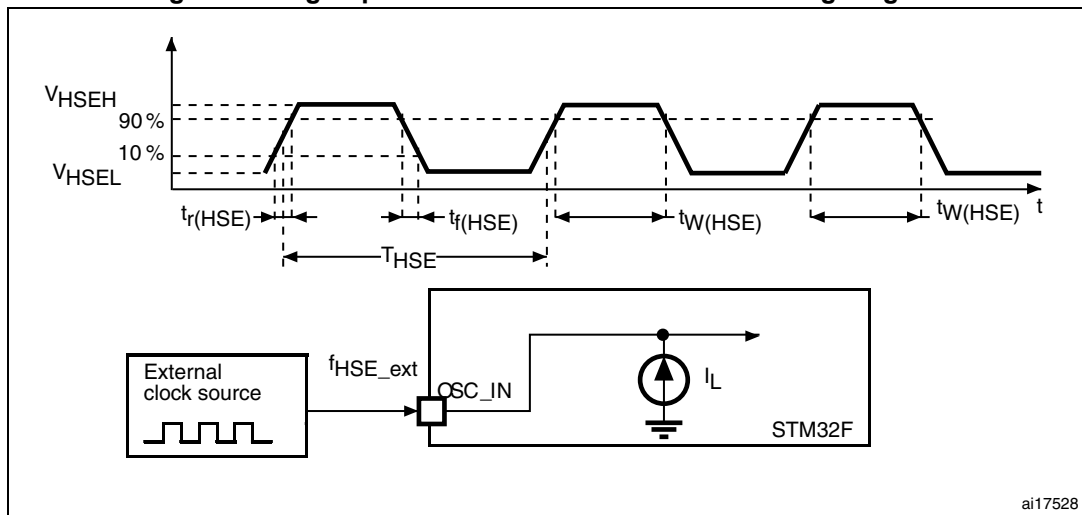 VHSEH
90 %
10 %
VHSEL
tr(HSE)
tf(HSE)
tW(HSE)
tW(HSE)
t
THSE
External
clock source
fHSE_ext
OSC_IN
IL
STM32F
ai17528